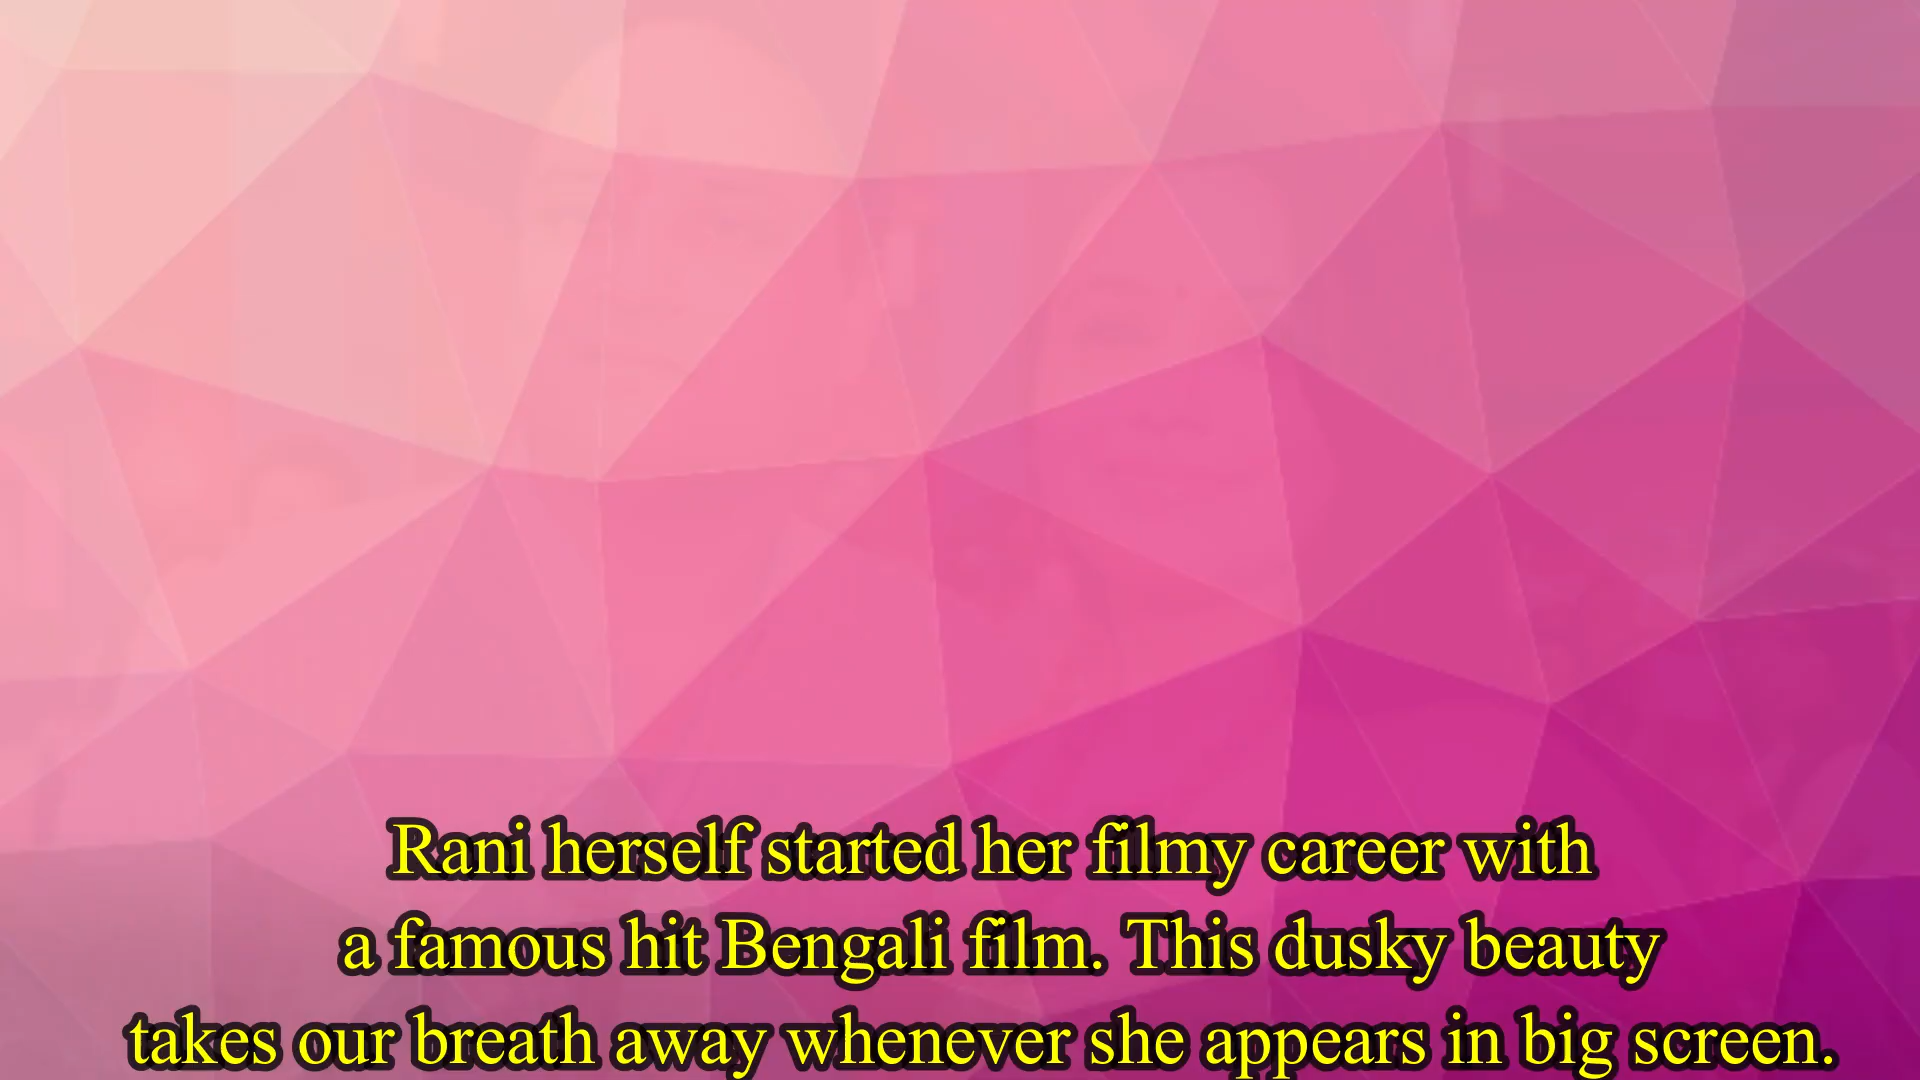 Rani herself started her filmy career with
a famous hit Bengali film. This dusky beauty
takes our breath away whenever she appears in big screen.